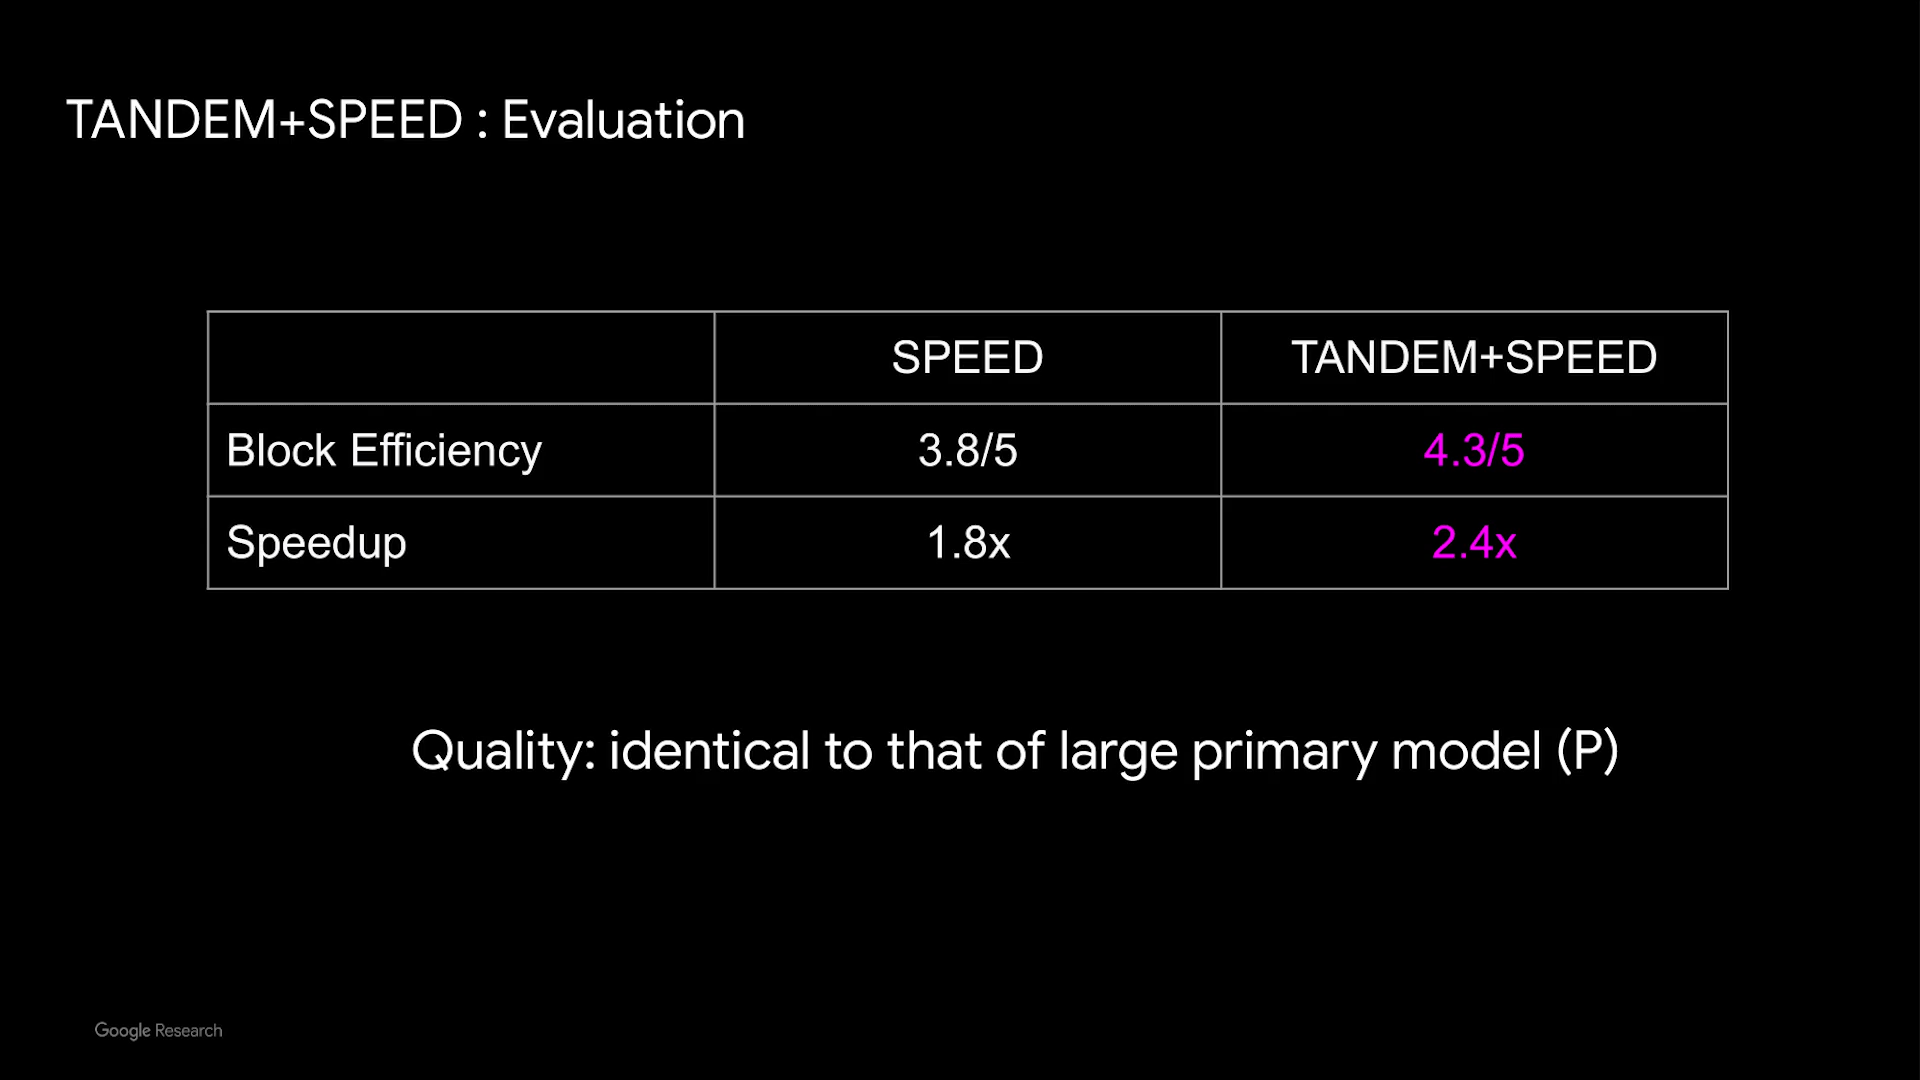 TANDEM+SPEED : Evaluation
SPEED TANDEM+SPEED
Block Efficiency 3.8/5 4.3/5
Speedup 1.8x 2.4x
Quality: identical to that of large primary model (P)
Google Research